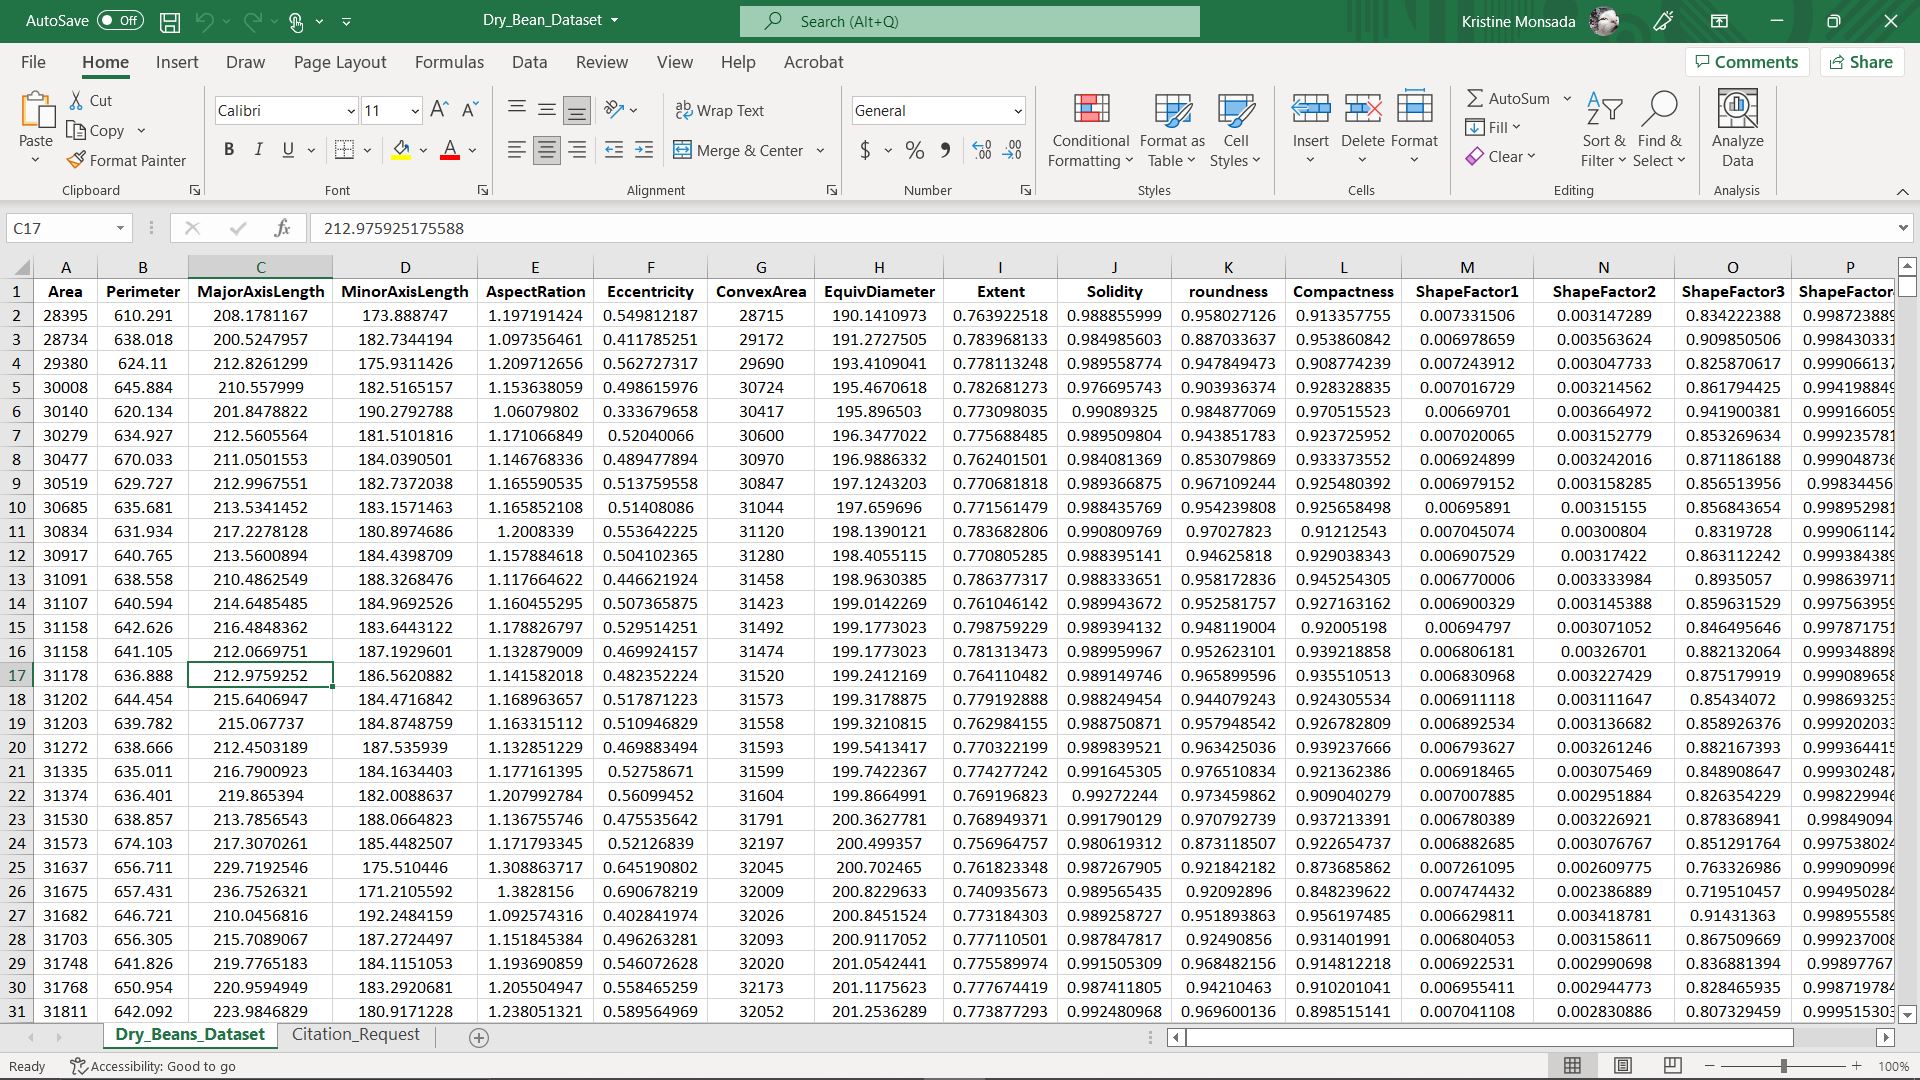 AutoSave Off Dry_Bean_Dataset Search (Alt+Q) Kristine Monsada
File Home Insert Draw Page Layout Formulas Data Review View Help Acrobat Comments Share
Paste Cut Copy Format Painter Clipboard
Calibri 11 B I U A A A Font
Wrap Text Merge & Center Alignment
General $ % Number
Conditional Formatting Format as Table Cell Styles Styles
Insert Delete Format Cells
AutoSum Fill Clear Sort & Filter Find & Select Editing
Analyze Data Analysis
C17 fx 212.975925175588
A B C D E F G H I J K L M N O P
1 Area Perimeter MajorAxisLength MinorAxisLength AspectRation Eccentricity ConvexArea EquivDiameter Extent Solidity roundness Compactness ShapeFactor1 ShapeFactor2 ShapeFactor3 ShapeFactor
2 28395 610.291 208.1781167 173.888747 1.197191424 0.549812187 28715 190.1410973 0.763922518 0.988855999 0.958027126 0.913357755 0.007331506 0.003147289 0.834222388 0.998723889
3 28734 638.018 200.5247957 182.7344194 1.097356461 0.411785251 29172 191.2727505 0.783968133 0.984985603 0.887033637 0.953860842 0.006978659 0.003563624 0.909850506 0.998430331
4 29380 624.11 212.8261299 175.9311426 1.209712656 0.562727317 29690 193.4109041 0.778113248 0.989558774 0.947849473 0.908774239 0.007243912 0.003047733 0.825870617 0.999066137
5 30008 645.884 210.557999 182.5165157 1.153638059 0.498615976 30724 195.4670618 0.782681273 0.976695743 0.903936374 0.928328835 0.007016729 0.003214562 0.861794425 0.994198849
6 30140 620.134 201.8478822 190.2792788 1.06079802 0.333679658 30417 195.896503 0.773098035 0.99089325 0.984877069 0.970515523 0.00669701 0.003664972 0.941900381 0.999166059
7 30279 634.927 212.5605564 181.5101816 1.171066849 0.52040066 30600 196.3477022 0.775688485 0.989509804 0.943851783 0.923725952 0.007020065 0.003152779 0.853269634 0.999235781
8 30477 670.033 211.0501553 184.0390501 1.146768336 0.489477894 30970 196.9886332 0.762401501 0.984081369 0.853079869 0.933373552 0.006924899 0.003242016 0.871186188 0.999048736
9 30519 629.727 212.9967551 182.7372038 1.165590535 0.513759558 30847 197.1243203 0.770681818 0.989366875 0.967109244 0.925480392 0.006979152 0.003158285 0.856513956 0.99834456
10 30685 635.681 213.5341452 183.1571463 1.165852108 0.51408086 31044 197.659696 0.771561479 0.988435769 0.954239808 0.925658498 0.00695891 0.00315155 0.856843654 0.998952981
11 30834 631.934 217.2278128 180.8974686 1.2008339 0.553642225 31120 198.1390121 0.783682806 0.990809769 0.97027823 0.91212543 0.007045074 0.00300804 0.8319728 0.999061142
12 30917 640.765 213.5600894 184.4398709 1.157884618 0.504102365 31280 198.4055115 0.770805285 0.988395141 0.94625818 0.929038343 0.006907529 0.00317422 0.863112242 0.999384389
13 31091 638.558 210.4862549 188.3268476 1.117664622 0.446621924 31458 198.9630385 0.786377317 0.988333651 0.958172836 0.945254305 0.006770006 0.003333984 0.8935057 0.998639711
14 31107 640.594 214.6485485 184.9692526 1.160455295 0.507365875 31423 199.0142269 0.761046142 0.989943672 0.952581757 0.927163162 0.006900329 0.003145388 0.859631529 0.997563959
15 31158 642.626 216.4848362 183.6443122 1.178826797 0.529514251 31492 199.1773023 0.798759229 0.989394132 0.948119004 0.92005198 0.00694797 0.003071052 0.846495646 0.997871751
16 31158 641.105 212.0669751 187.1929601 1.132879009 0.469924157 31474 199.1773023 0.781313473 0.989959967 0.952623101 0.939218858 0.006806181 0.00326701 0.882132064 0.999348898
17 31178 636.888 212.9759252 186.5620882 1.141582018 0.482352224 31520 199.2412169 0.764110482 0.989149746 0.965899596 0.935510513 0.006830968 0.003227429 0.875179919 0.999089658
18 31202 644.454 215.6406947 184.4716842 1.168963657 0.517871223 31573 199.3178875 0.779192888 0.988249454 0.944079243 0.924305534 0.006911118 0.003111647 0.85434072 0.998693253
19 31203 639.782 215.067737 184.8748759 1.163315112 0.510946829 31558 199.3210815 0.762984155 0.988750871 0.957948542 0.926782809 0.006892534 0.003136682 0.858926376 0.999202033
20 31272 638.666 212.4503189 187.535939 1.132851229 0.469883494 31593 199.5413417 0.770322199 0.989839521 0.963425036 0.939237666 0.006793627 0.003261246 0.882167393 0.999364415
21 31335 635.011 216.7900923 184.1634403 1.177161395 0.52758671 31599 199.7422367 0.774277242 0.991645305 0.976510834 0.921362386 0.006918465 0.003075469 0.848908647 0.999302487
22 31374 636.401 219.865394 182.0088637 1.207992784 0.56099452 31604 199.8664991 0.769196823 0.99272244 0.973459862 0.909040279 0.007007885 0.002951884 0.826354229 0.998229946
23 31530 638.857 213.7856543 188.0664823 1.136755746 0.475535642 31791 200.3627781 0.768949371 0.991790129 0.970792739 0.937213391 0.006780389 0.003226921 0.878368941 0.99849094
24 31573 674.103 217.3070261 185.4482507 1.171793345 0.52126839 32197 200.499357 0.756964757 0.980619312 0.873118507 0.922654737 0.006882685 0.003076767 0.851291764 0.997538024
25 31637 656.711 229.7192546 175.510446 1.308863717 0.645190802 32045 200.702465 0.761823348 0.987267905 0.921842182 0.873685862 0.007261095 0.002609775 0.763326986 0.999090996
26 31675 657.431 236.7526321 171.2105592 1.3828156 0.690678219 32009 200.8229633 0.740935673 0.989565435 0.92092896 0.848239622 0.007474432 0.002386889 0.719510457 0.994950284
27 31682 646.721 210.0456816 192.2484159 1.092574316 0.402841974 32026 200.8451524 0.773184303 0.989258727 0.951893863 0.956197485 0.006629811 0.003418781 0.91431363 0.998955589
28 31703 656.305 215.7089067 187.2724497 1.151845384 0.496263281 32093 200.9117052 0.777110501 0.987847817 0.92490856 0.931401991 0.006804053 0.003158611 0.867509669 0.999237008
29 31748 641.826 219.7765183 184.1151053 1.193690859 0.546072628 32020 201.0542441 0.775589974 0.991505309 0.968482156 0.914812218 0.006922531 0.002990698 0.836881394 0.99897767
30 31768 650.954 220.9594949 183.2920681 1.205504947 0.558465259 32173 201.1175623 0.777674419 0.987411805 0.94210463 0.910201041 0.006955411 0.002944773 0.828465935 0.998719784
31 31811 642.092 223.9846829 180.9171228 1.238051321 0.589564969 32052 201.2536289 0.773877293 0.992480968 0.969600136 0.898515141 0.007041108 0.002830886 0.807329459 0.999515303
Dry_Beans_Dataset Citation_Request
Ready Accessibility: Good to go 100%